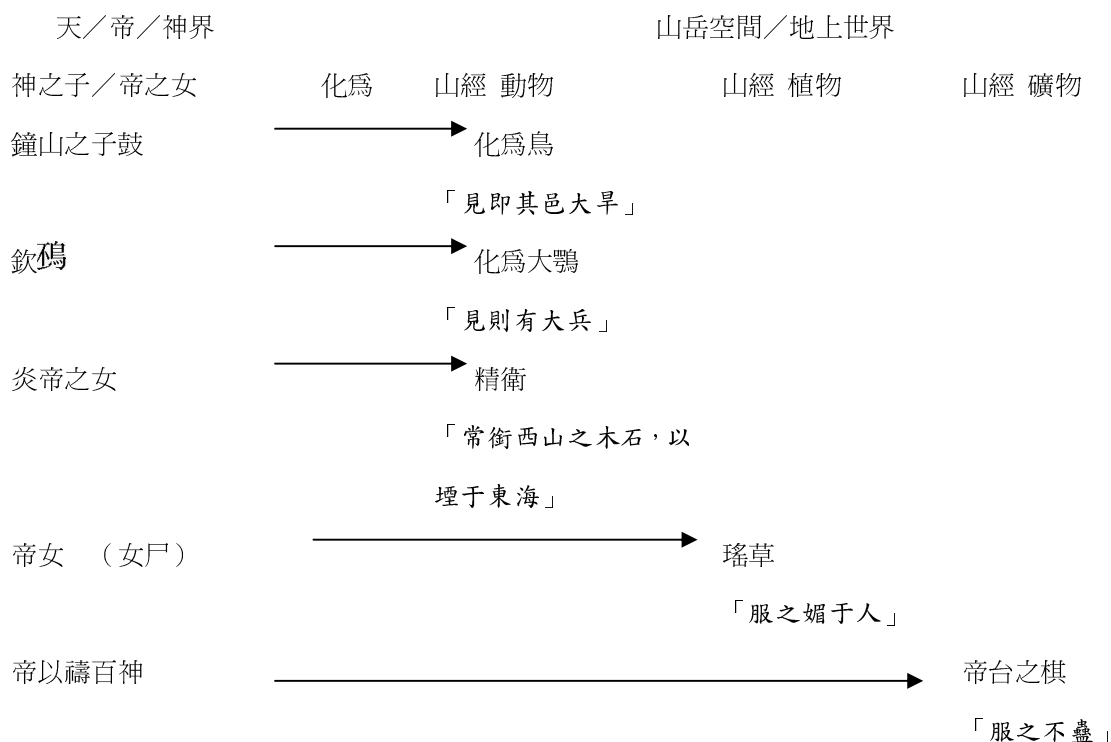 天／帝／神界 山岳空間／地上世界
神之子／帝之女 化爲 山經 動物 山經 植物 山經 礦物
鐘山之子鼓 化爲鳥
「見即其邑大旱」
欽䲹 化爲大鶚
「見則有大兵」
炎帝之女 精衛
「常銜西山之木石，以
堙于東海」
帝女 （女尸） 瑤草
「服之媚于人」
帝以禱百神 帝台之棋
「服之不蠱」